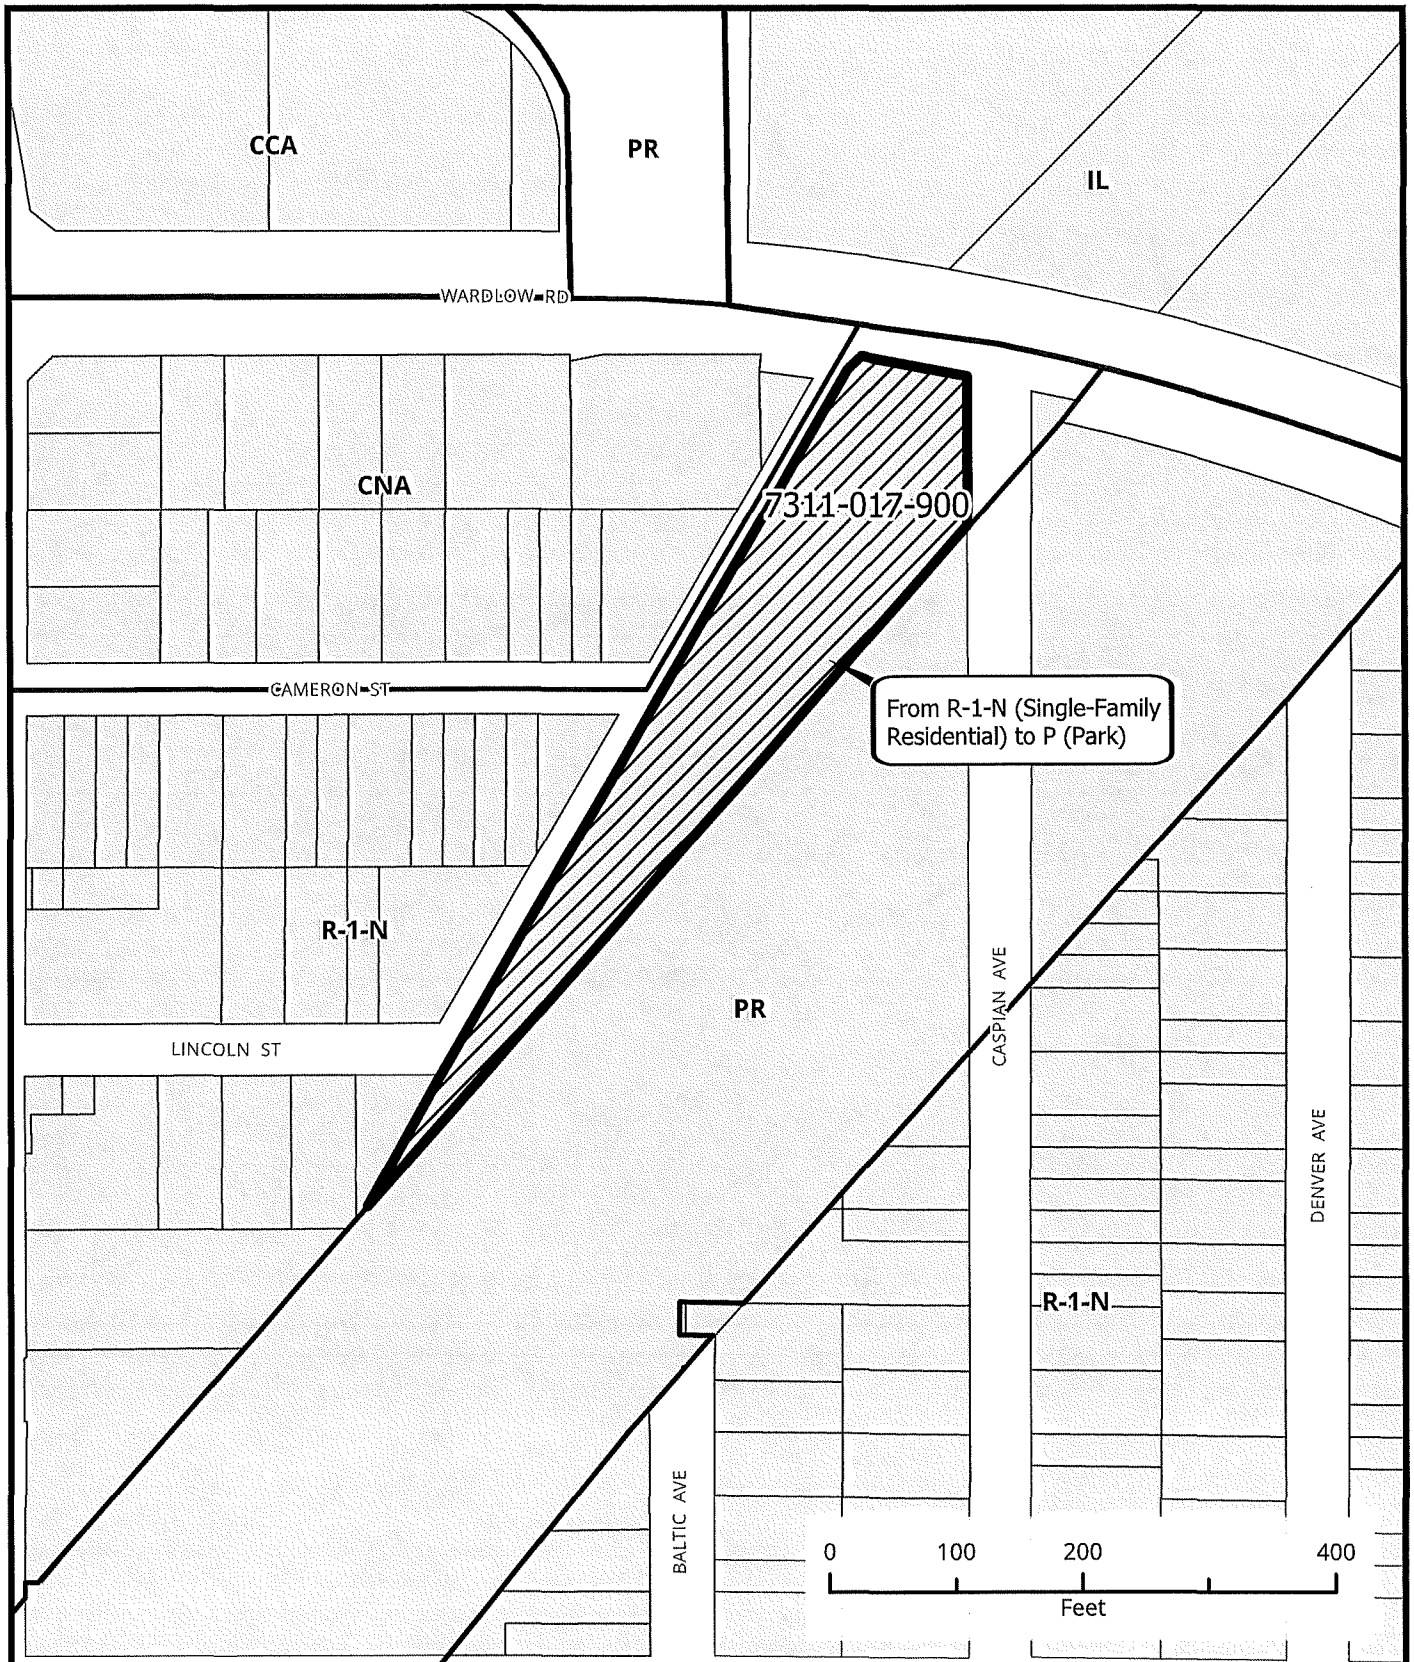 CCA
PR
IL
WARDLOW RD
CNA
7311-017-900
CAMERON ST
From R-1-N (Single-Family
Residential) to P (Park)
R-1-N
CASPIAN AVE
PR
LINCOLN ST
DENVER AVE
R-1-N
BALTIC AVE
0 100 200 400
Feet